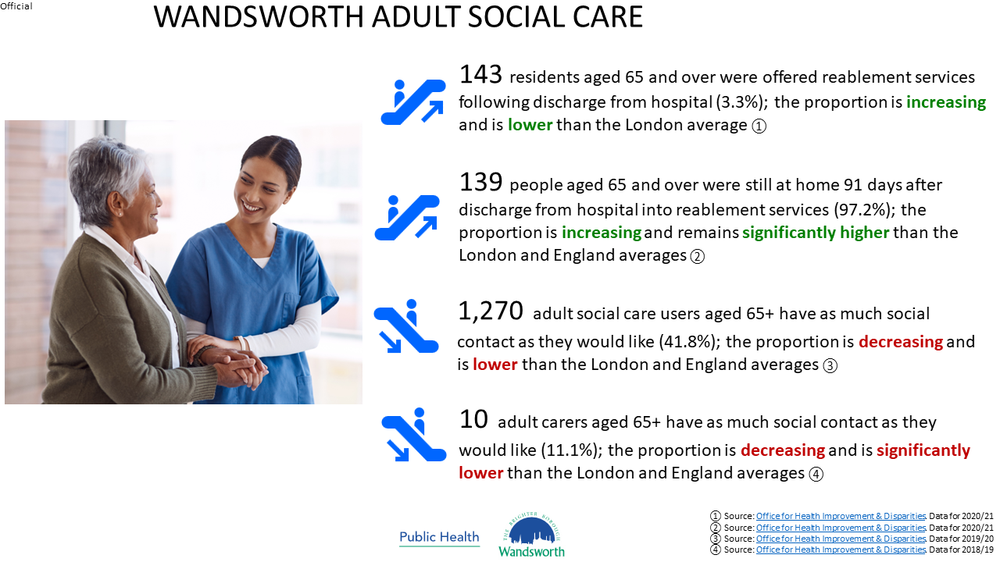 Official
WANDSWORTH ADULT SOCIAL CARE
143 residents aged 65 and over were offered reablement services
following discharge from hospital (3.3%); the proportion is increasing
and is lower than the London average ①
139 people aged 65 and over were still at home 91 days after
discharge from hospital into reablement services (97.2%); the
proportion is increasing and remains significantly higher than the
London and England averages ②
1,270 adult social care users aged 65+ have as much social
contact as they would like (41.8%); the proportion is decreasing and
is lower than the London and England averages ③
10 adult carers aged 65+ have as much social contact as they
would like (11.1%); the proportion is decreasing and is significantly
lower than the London and England averages ④
Public Health
THE BRIGHTER BOROUGH
Wandsworth
① Source: Office for Health Improvement & Disparities. Data for 2020/21
② Source: Office for Health Improvement & Disparities. Data for 2020/21
③ Source: Office for Health Improvement & Disparities. Data for 2019/20
④ Source: Office for Health Improvement & Disparities. Data for 2018/19